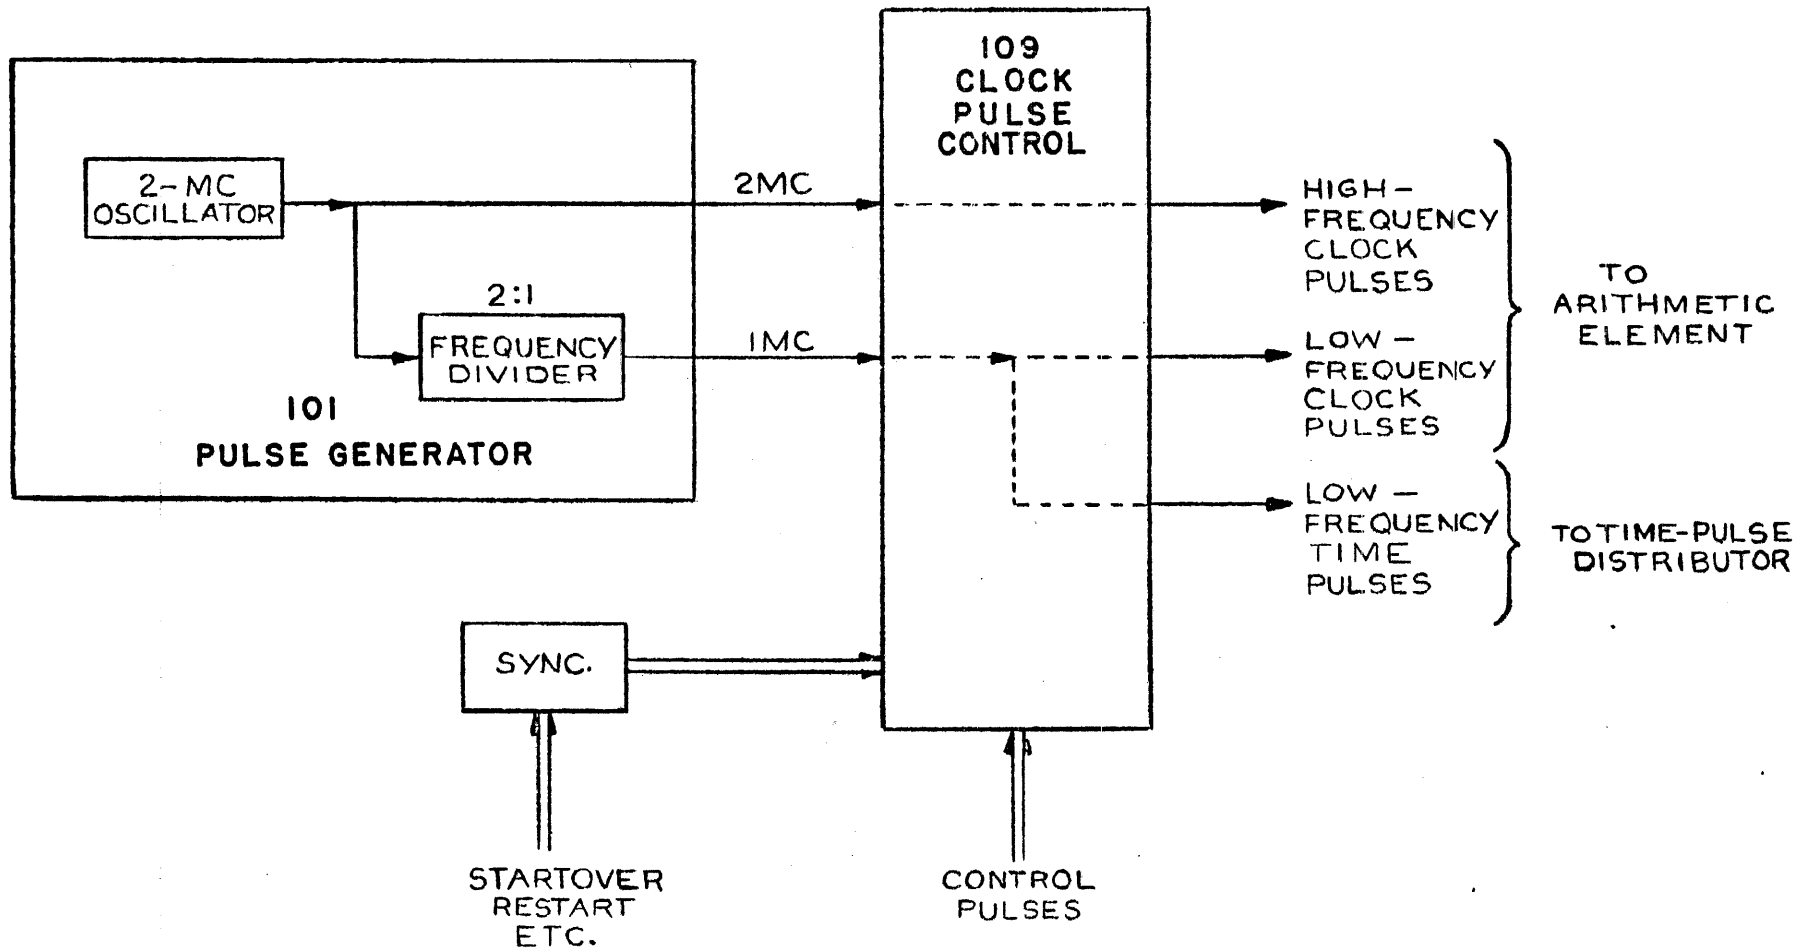 109
CLOCK
PULSE
CONTROL
2-MC
OSCILLATOR
2MC
2:1
FREQUENCY
DIVIDER
1MC
101
PULSE GENERATOR
HIGH-
FREQUENCY
CLOCK
PULSES
LOW-
FREQUENCY
CLOCK
PULSES
TO
ARITHMETIC
ELEMENT
LOW-
FREQUENCY
TIME
PULSES
TO TIME-PULSE
DISTRIBUTOR
SYNC.
STARTOVER
RESTART
ETC.
CONTROL
PULSES